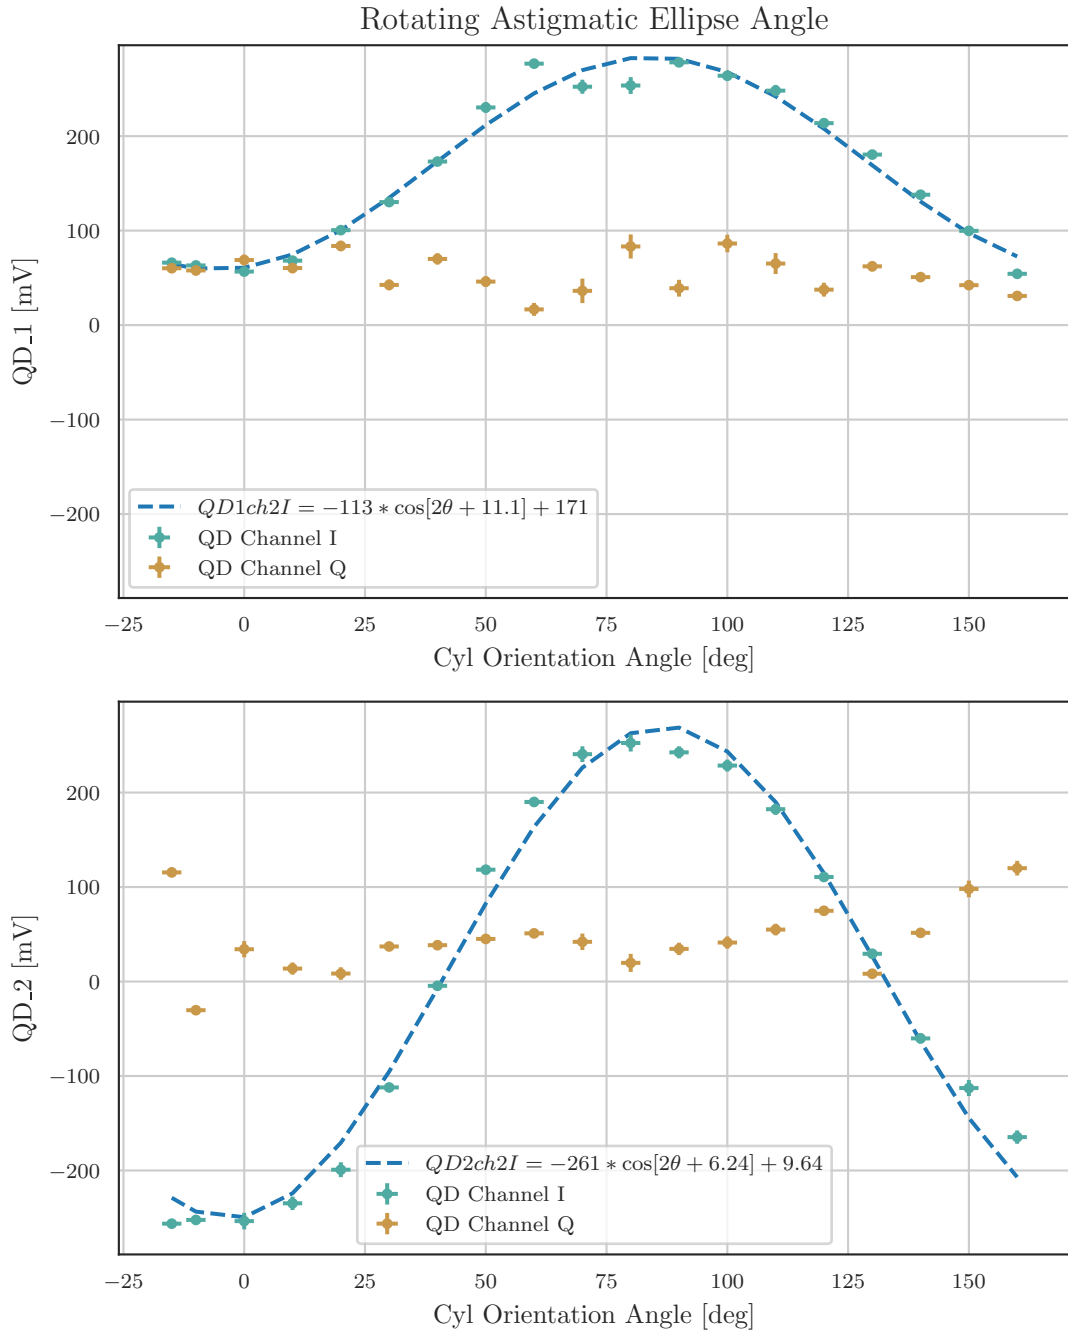 Rotating Astigmatic Ellipse Angle
QD_1 [mV]
200
100
0
−100
−200
QD1ch2I = −113 ∗ cos[2θ + 11.1] + 171
QD Channel I
QD Channel Q
−25 0 25 50 75 100 125 150
Cyl Orientation Angle [deg]
QD_2 [mV]
200
100
0
−100
−200
QD2ch2I = −261 ∗ cos[2θ + 6.24] + 9.64
QD Channel I
QD Channel Q
−25 0 25 50 75 100 125 150
Cyl Orientation Angle [deg]